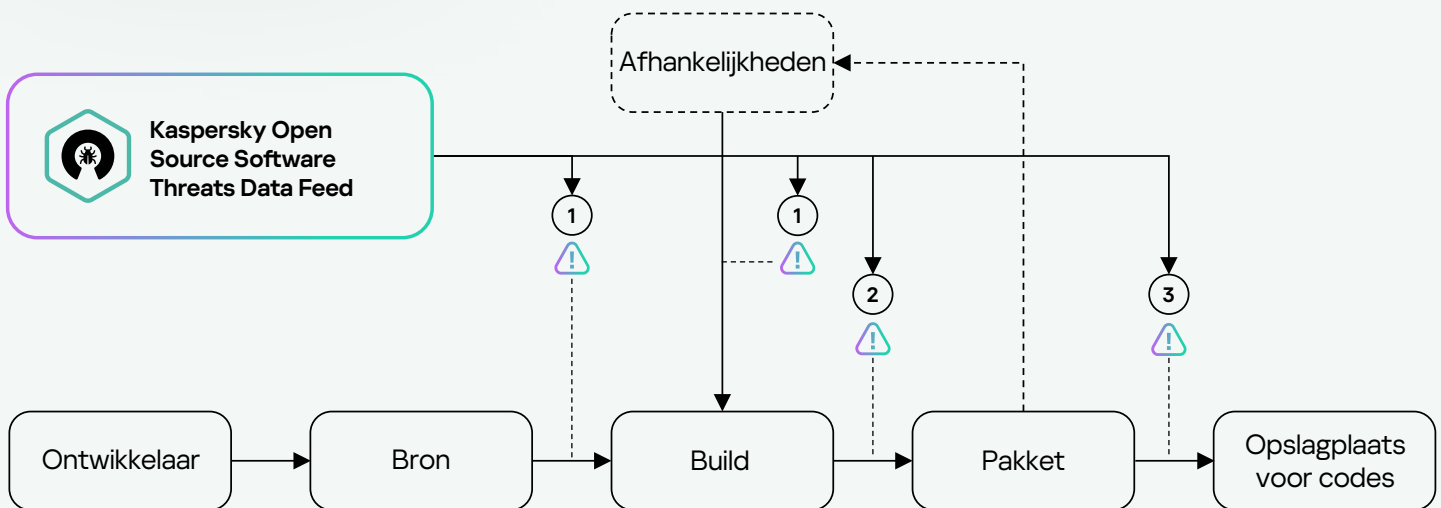 Afhankelijkheden
Kaspersky Open
Source Software
Threats Data Feed
1
1
2
3
Ontwikkelaar
Bron
Build
Pakket
Opslagplaats
voor codes